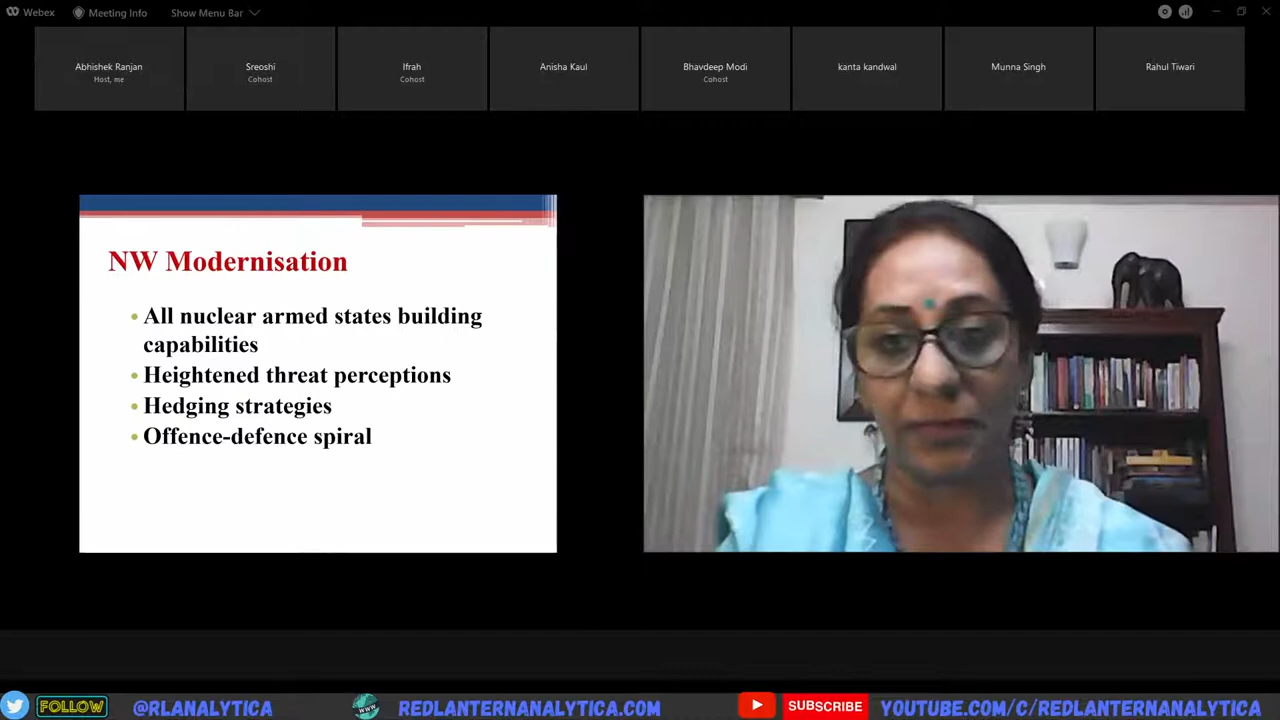 Webex
Meeting Info
Show Menu Bar
Abhishek Ranjan
Host, me
Sreoshi
Cohost
Ifrah
Cohost
Anisha Kaul
Bhavdeep Modi
Cohost
kanta kandwal
Munna Singh
Rahul Tiwari
NW Modernisation
• All nuclear armed states building
capabilities
• Heightened threat perceptions
• Hedging strategies
• Offence-defence spiral
FOLLOW
@RLANALYTICA
WWW
REDLANTERNANALYTICA.COM
SUBSCRIBE
YOUTUBE.COM/C/REDLANTERNANALYTICA